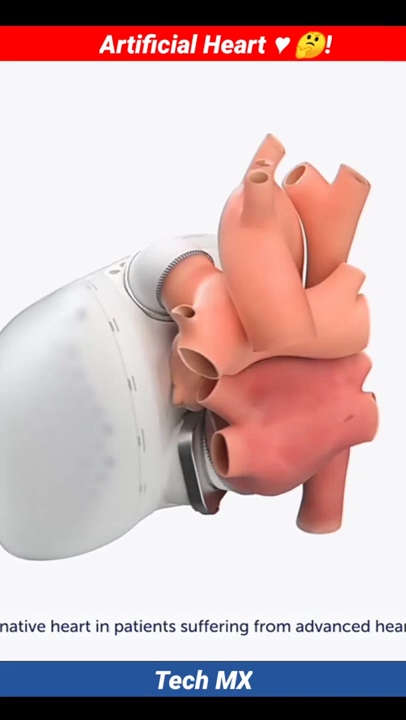 Artificial Heart ♥ 🤔!
native heart in patients suffering from advanced hear
Tech MX